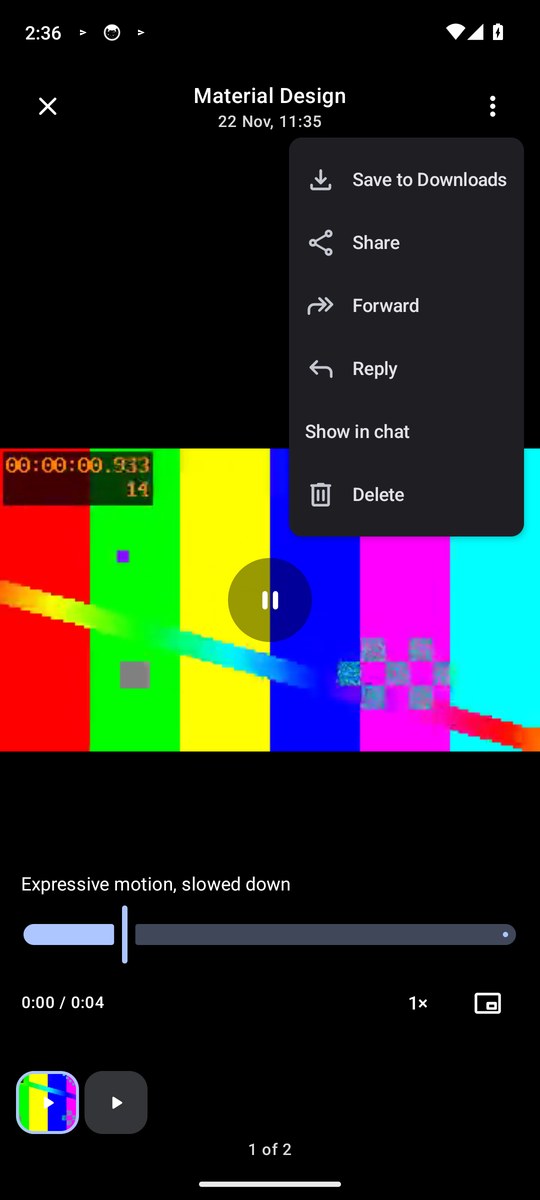 2:36
Material Design
22 Nov, 11:35
Save to Downloads
Share
Forward
Reply
Show in chat
Delete
00:00:00.933
14
Expressive motion, slowed down
0:00 / 0:04
1×
1 of 2